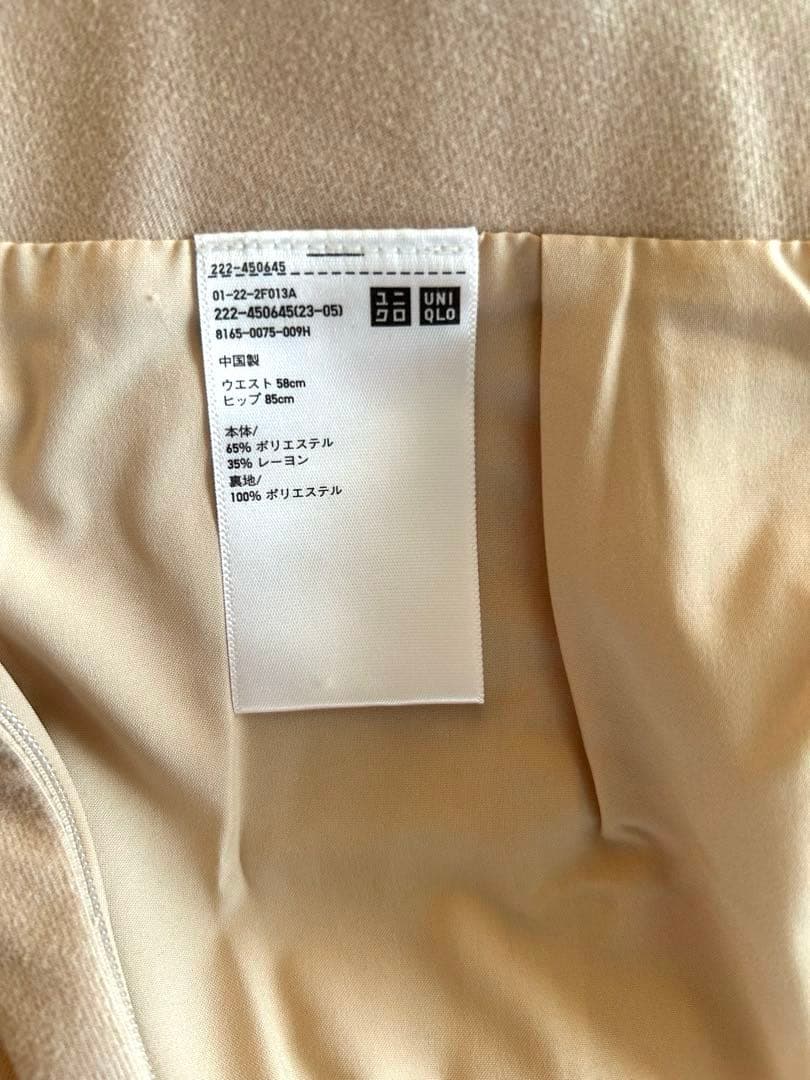 222-450645
01-22-2F013A
222-450645(23-05)
8165-0075-009H
ユニ
クロ
UNI
QLO
中国製
ウエスト 58cm
ヒップ 85cm
本体/
65% ポリエステル
35% レーヨン
裏地/
100% ポリエステル